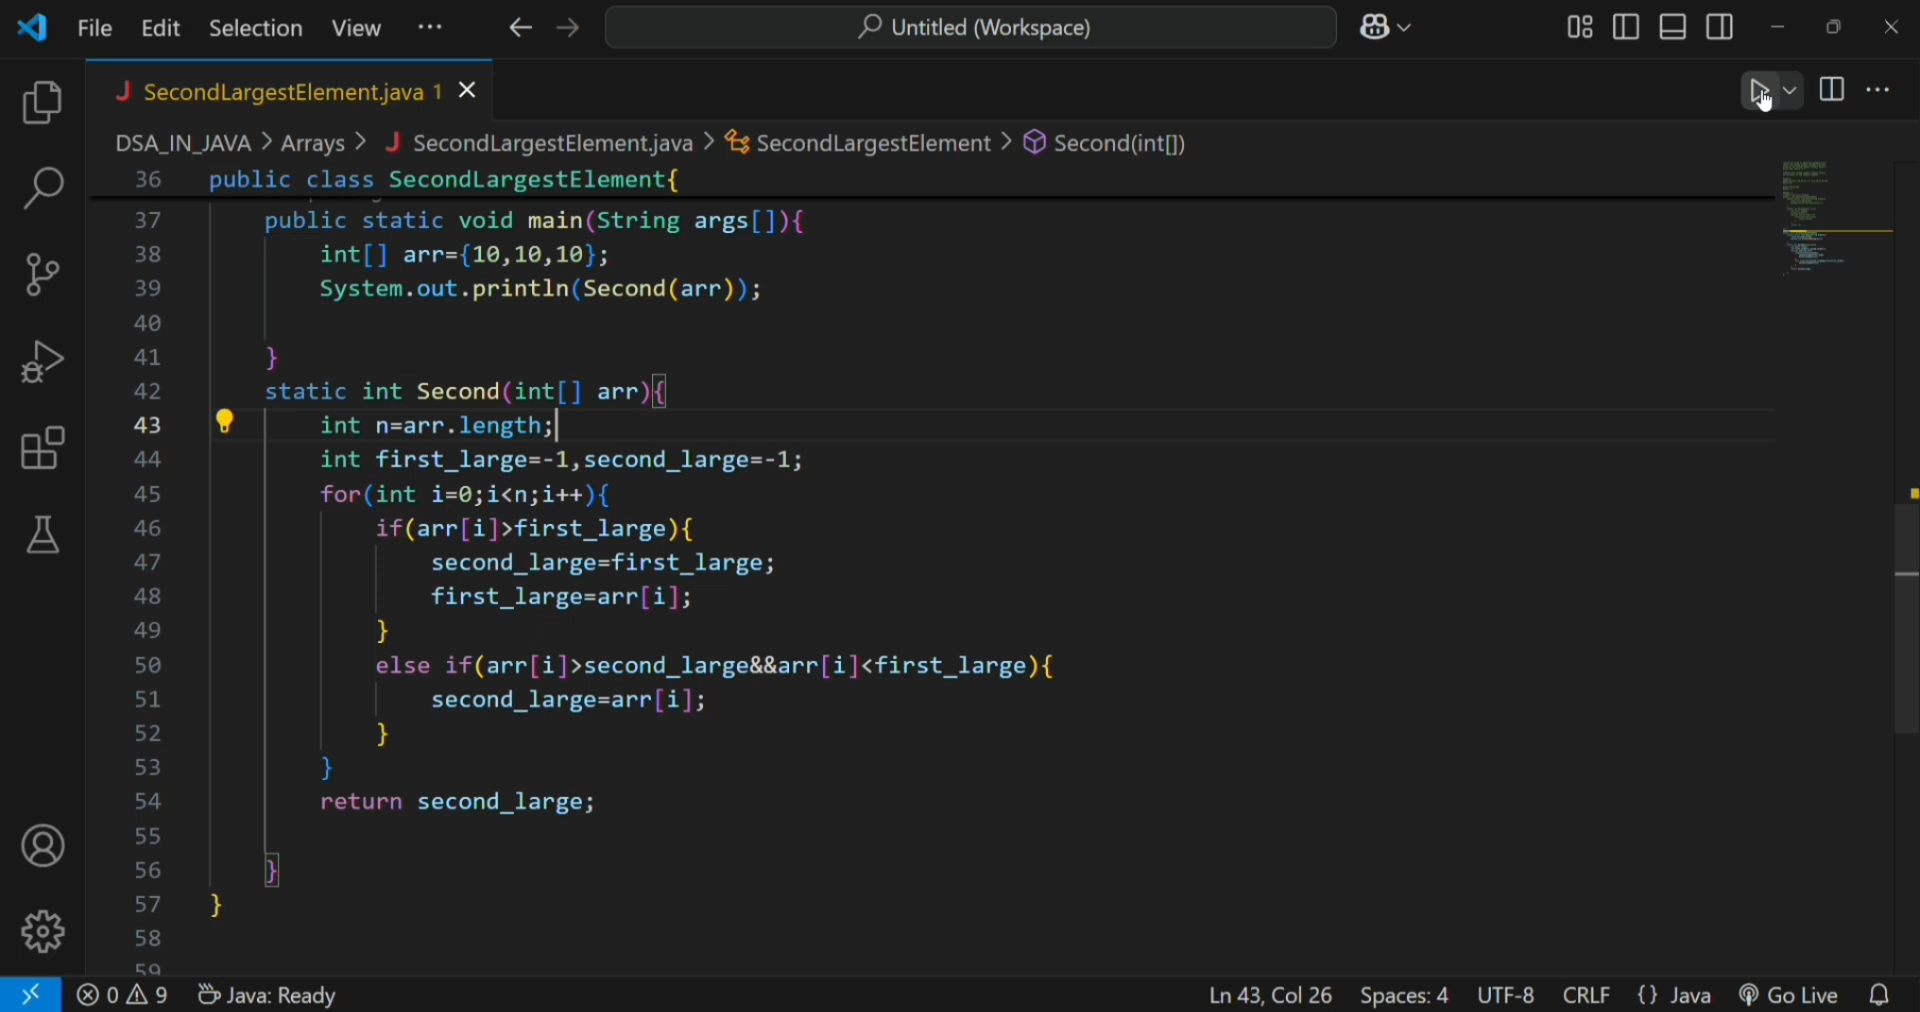 File Edit Selection View ··· Untitled (Workspace)
SecondLargestElement.java 1
DSA_IN_JAVA > Arrays > J SecondLargestElement.java > SecondLargestElement > Second(int[])
36 public class SecondLargestElement{
37 public static void main(String args[]){
38 int[] arr={10,10,10};
39 System.out.println(Second(arr));
40
41 }
42 static int Second(int[] arr){
43 int n=arr.length;
44 int first_large=-1,second_large=-1;
45 for(int i=0;i<n;i++){
46 if(arr[i]>first_large){
47 second_large=first_large;
48 first_large=arr[i];
49 }
50 else if(arr[i]>second_large&&arr[i]<first_large){
51 second_large=arr[i];
52 }
53 }
54 return second_large;
55
56 }
57 }
58
59
0 9 Java: Ready Ln 43, Col 26 Spaces: 4 UTF-8 CRLF {} Java Go Live